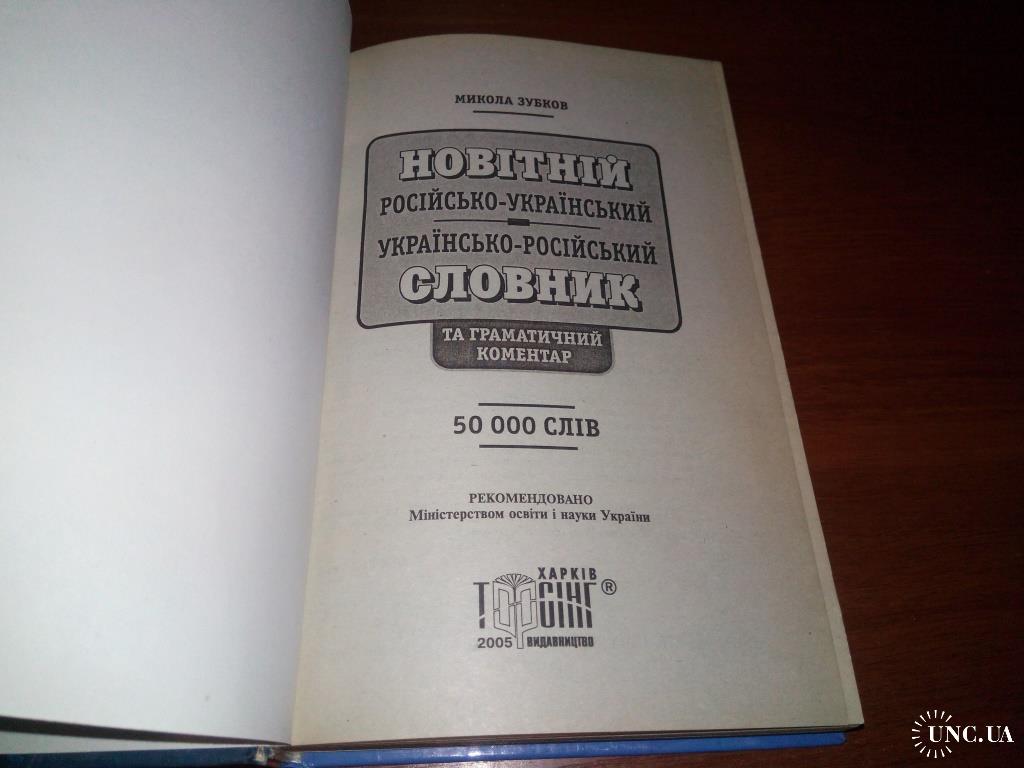 МИКОЛА ЗУБКОВ
НОВІТНІЙ
РОСІЙСЬКО-УКРАЇНСЬКИЙ
УКРАЇНСЬКО-РОСІЙСЬКИЙ
СЛОВНИК
ТА ГРАМАТИЧНИЙ
КОМЕНТАР
50 000 СЛІВ
РЕКОМЕНДОВАНО
Міністерством освіти і науки України
ХАРКІВ
ТОРСІНГ ®
2005 ВИДАВНИЦТВО
UNC.UA